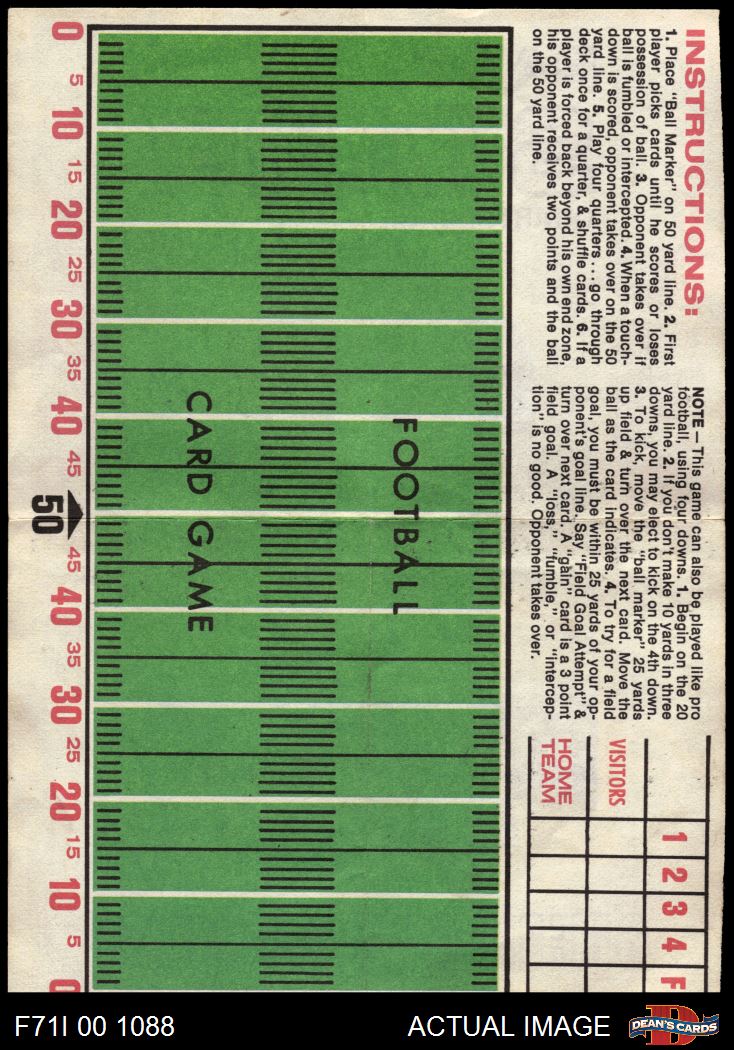 INSTRUCTIONS:
1. Place "Ball Marker" on 50 yard line. 2. First
player picks cards until he scores or loses
possession of ball. 3. Opponent takes over if
ball is fumbled or intercepted. 4. When a touch-
down is scored, opponent takes over on the 50
yard line. 5. Play four quarters ... go through
deck once for a quarter, & shuffle cards. 6. If a
player is forced back beyond his own end zone,
his opponent receives two points and the ball
on the 50 yard line.
NOTE — This game can also be played like pro
football, using four downs. 1. Begin on the 20
yard line. 2. If you don't make 10 yards in three
downs, you may elect to kick on the 4th down.
3. To kick, move the "ball marker" 25 yards
up field & turn over the next card. Move the
ball as the card indicates. 4. To try for a field
goal, you must be within 25 yards of your op-
ponent's goal line. Say "Field Goal Attempt" &
turn over next card. A "gain" card is a 3 point
field goal. A "loss," "fumble," or "intercep-
tion" is no good. Opponent takes over.
1 2 3 4 F
VISITORS
HOME
TEAM
FOOTBALL
CARD GAME
0 5 10 15 20 25 30 35 40 45 50 45 40 35 30 25 20 15 10 5 0
F71I 00 1088
ACTUAL IMAGE
D
DEAN'S CARDS